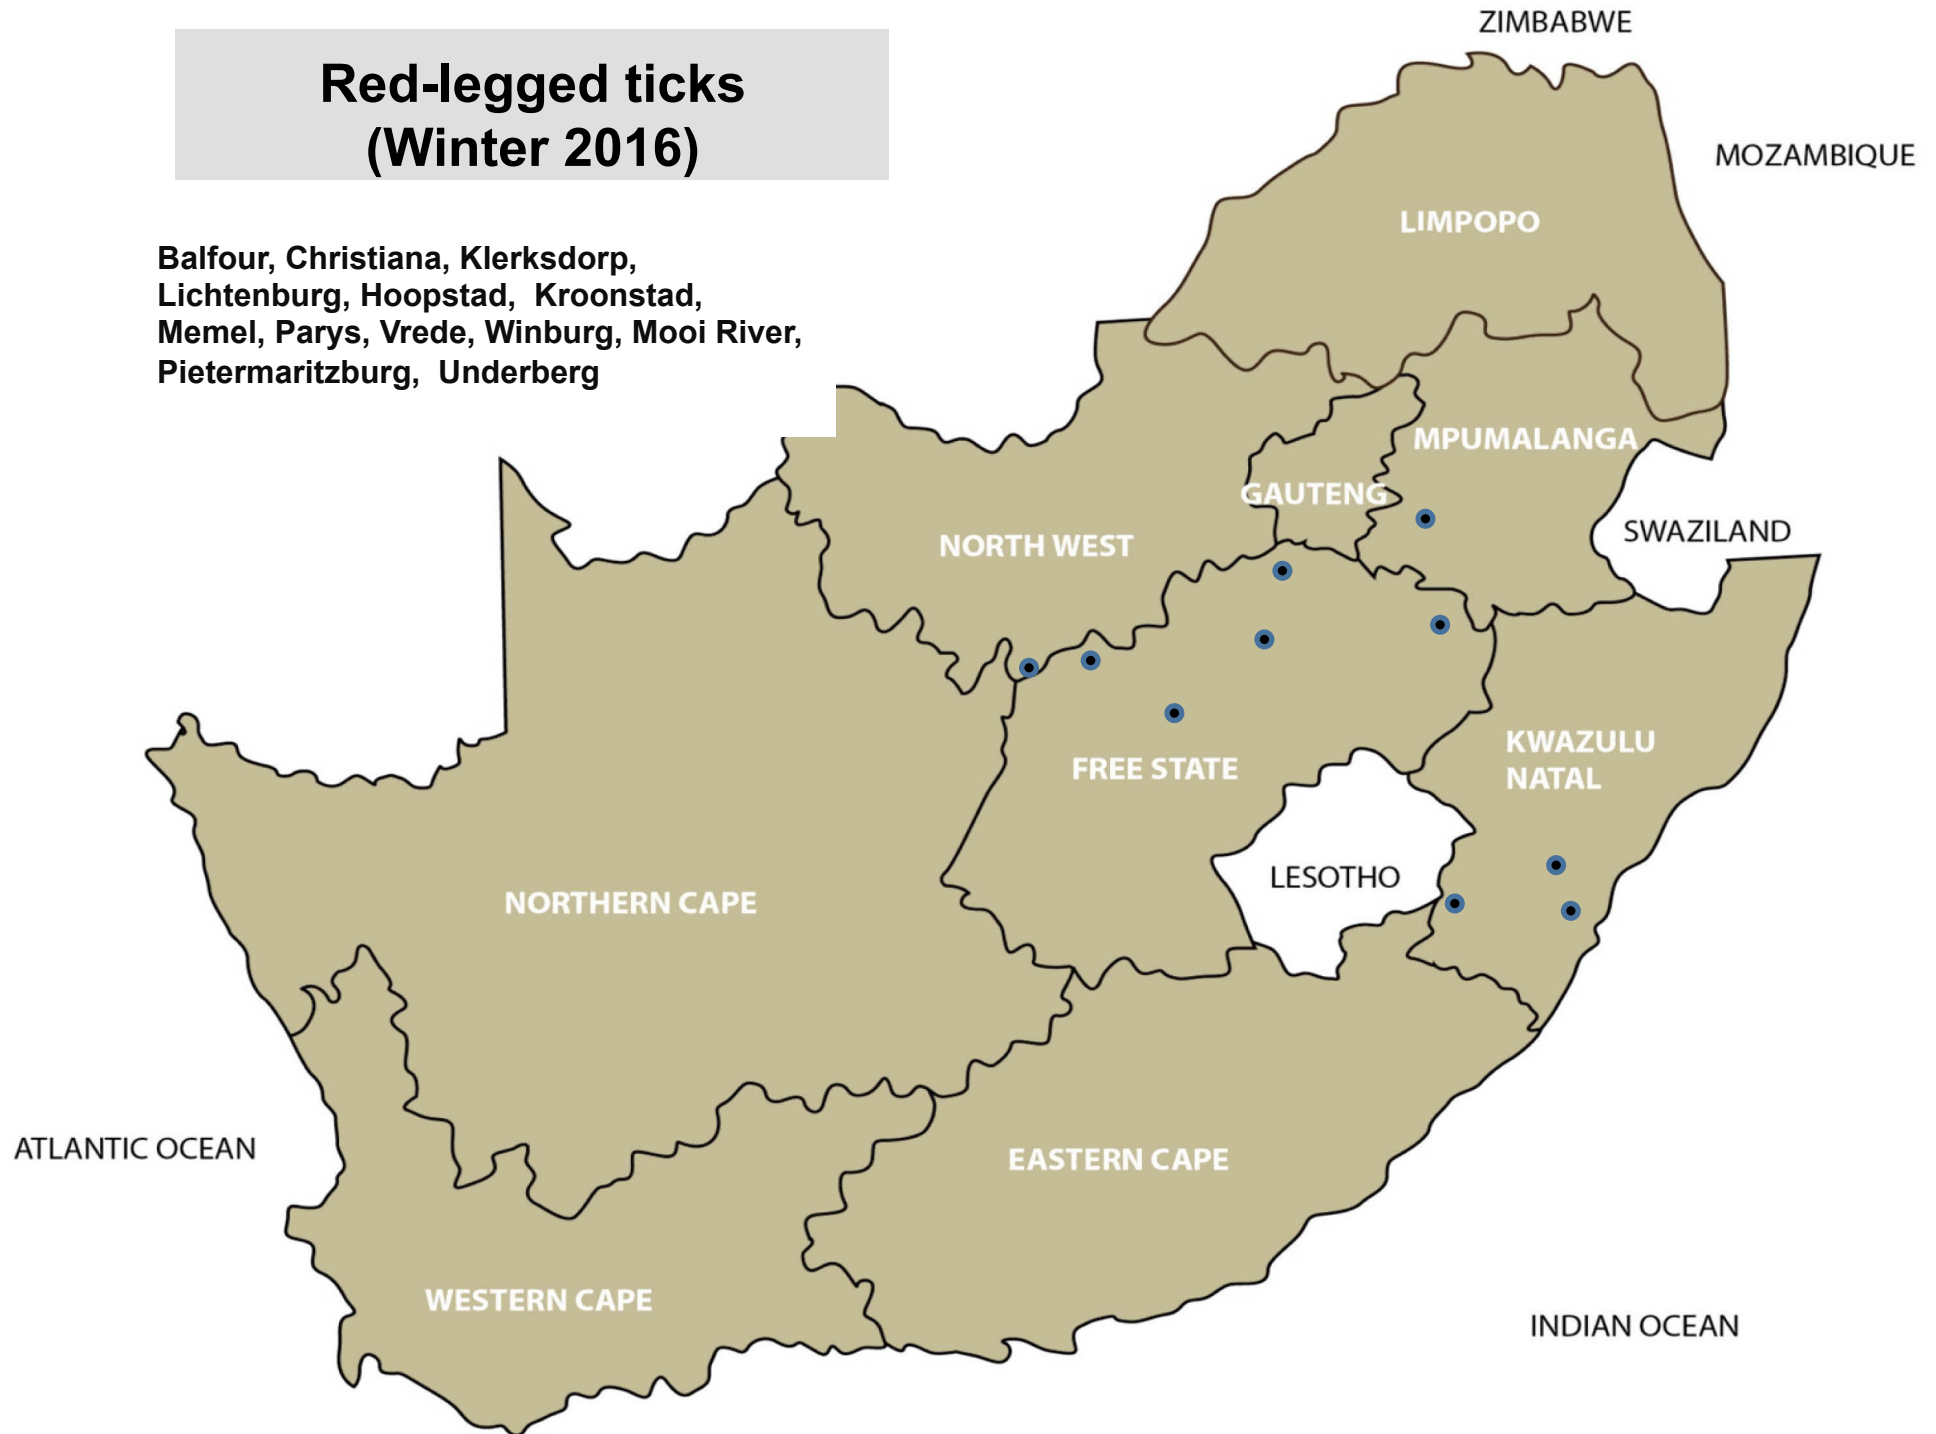 Red-legged ticks
(Winter 2016)
Balfour, Christiana, Klerksdorp,
Lichtenburg, Hoopstad,  Kroonstad,
Memel, Parys, Vrede, Winburg, Mooi River,
Pietermaritzburg,  Underberg
ZIMBABWE
MOZAMBIQUE
LIMPOPO
MPUMALANGA
GAUTENG
SWAZILAND
NORTH WEST
KWAZULU
NATAL
FREE STATE
LESOTHO
NORTHERN CAPE
ATLANTIC OCEAN
EASTERN CAPE
WESTERN CAPE
INDIAN OCEAN